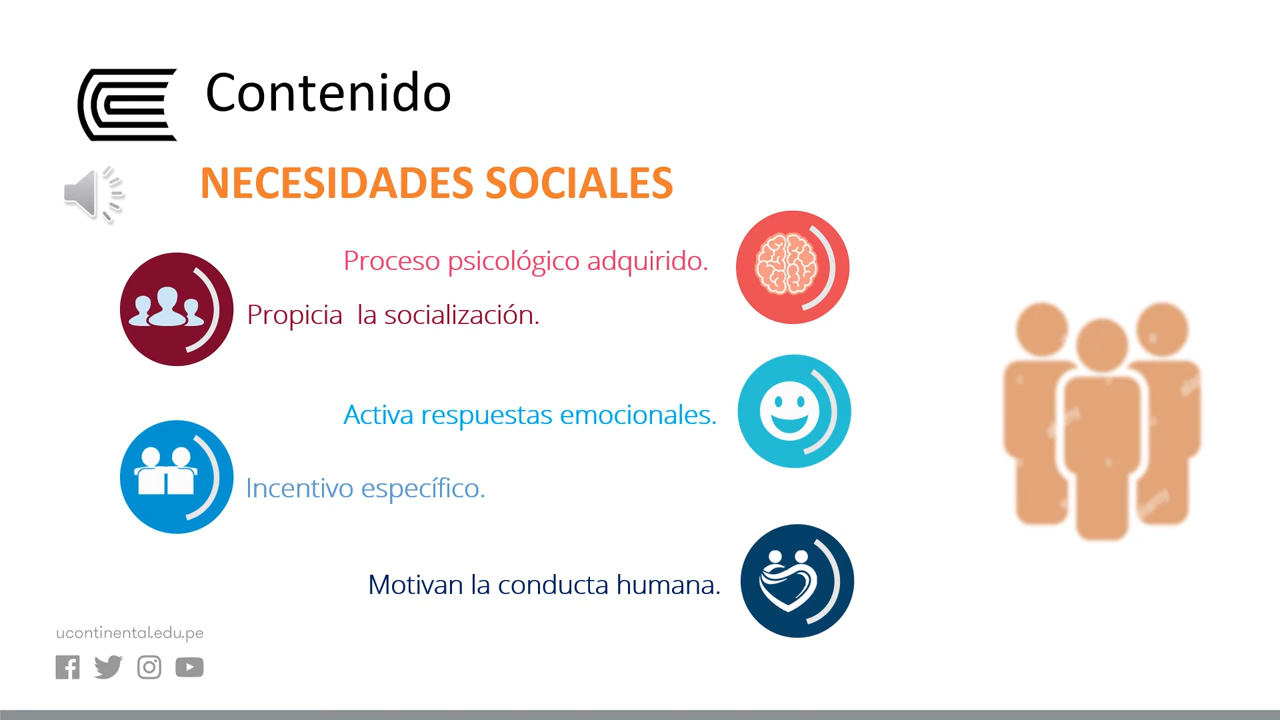 Contenido
NECESIDADES SOCIALES
Proceso psicológico adquirido.
Propicia  la socialización.
Activa respuestas emocionales.
Incentivo específico.
Motivan la conducta humana.
ucontinental.edu.pe